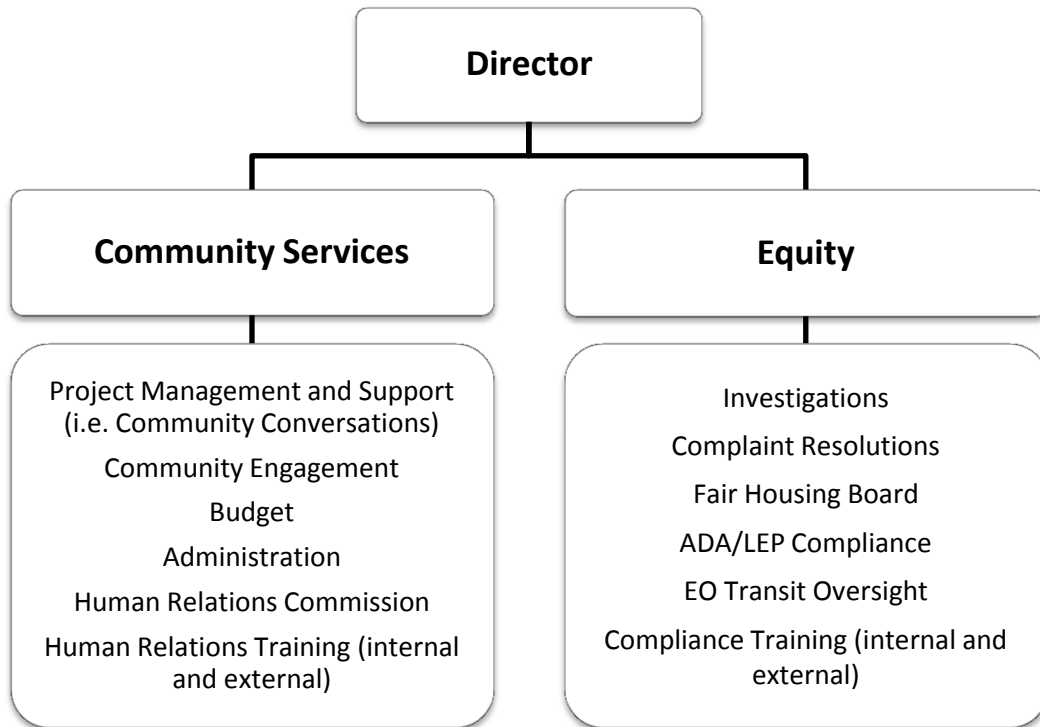 Director
Community Services
Equity
Project Management and Support
(i.e. Community Conversations)
Community Engagement
Budget
Administration
Human Relations Commission
Human Relations Training (internal
and external)
Investigations
Complaint Resolutions
Fair Housing Board
ADA/LEP Compliance
EO Transit Oversight
Compliance Training (internal and
external)